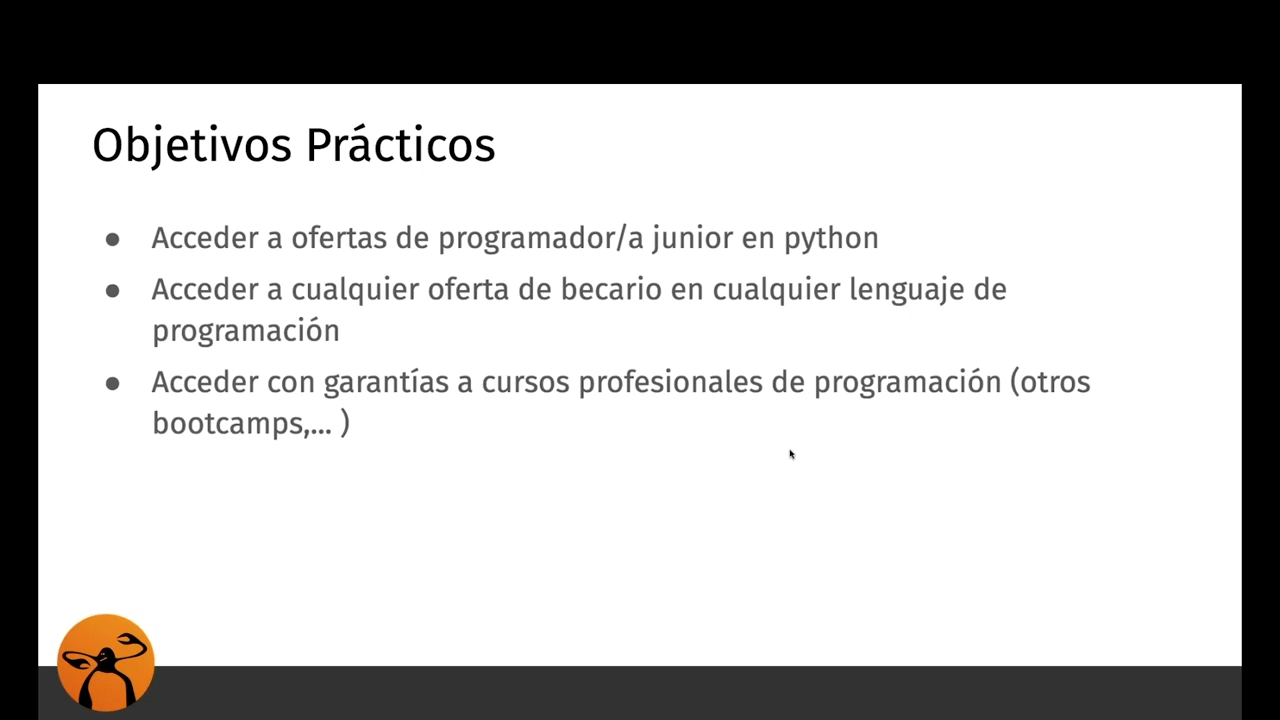 Objetivos Prácticos
● Acceder a ofertas de programador/a junior en python
● Acceder a cualquier oferta de becario en cualquier lenguaje de
programación
● Acceder con garantías a cursos profesionales de programación (otros
bootcamps,... )